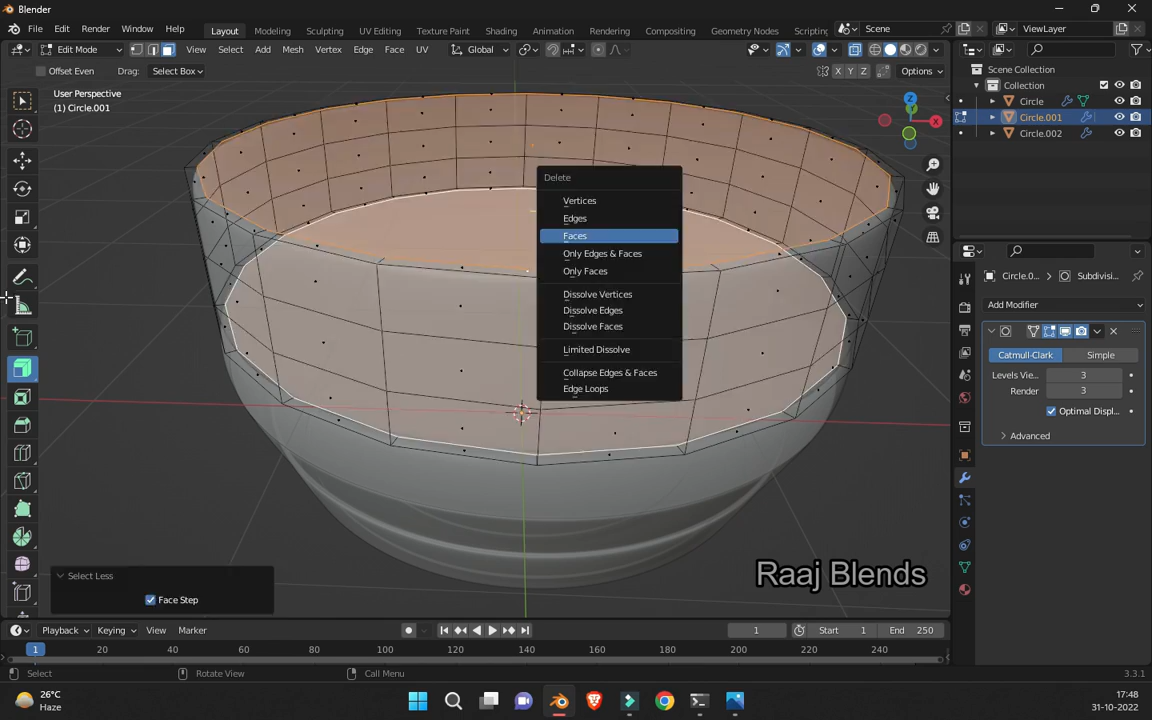 Blender
File Edit Render Window Help Layout Modeling Sculpting UV Editing Texture Paint Shading Animation Rendering Compositing Geometry Nodes Scripting Scene ViewLayer
Edit Mode View Select Add Mesh Vertex Edge Face UV Global
Offset Even Drag: Select Box X Y Z Options
User Perspective
(1) Circle.001
Z
X
Delete
Vertices
Edges
Faces
Only Edges & Faces
Only Faces
Dissolve Vertices
Dissolve Edges
Dissolve Faces
Limited Dissolve
Collapse Edges & Faces
Edge Loops
Select Less
Face Step
Raaj Blends
Scene Collection
Collection
Circle
Circle.001
Circle.002
Circle.0... Subdivisi...
Add Modifier
Catmull-Clark Simple
Levels Vie... 3
Render 3
Optimal Displ...
Advanced
Playback Keying View Marker 1 Start 1 End 250
1 20 40 60 80 100 120 140 160 180 200 220 240
Select Rotate View Call Menu 3.3.1
26°C
Haze
17:48
31-10-2022